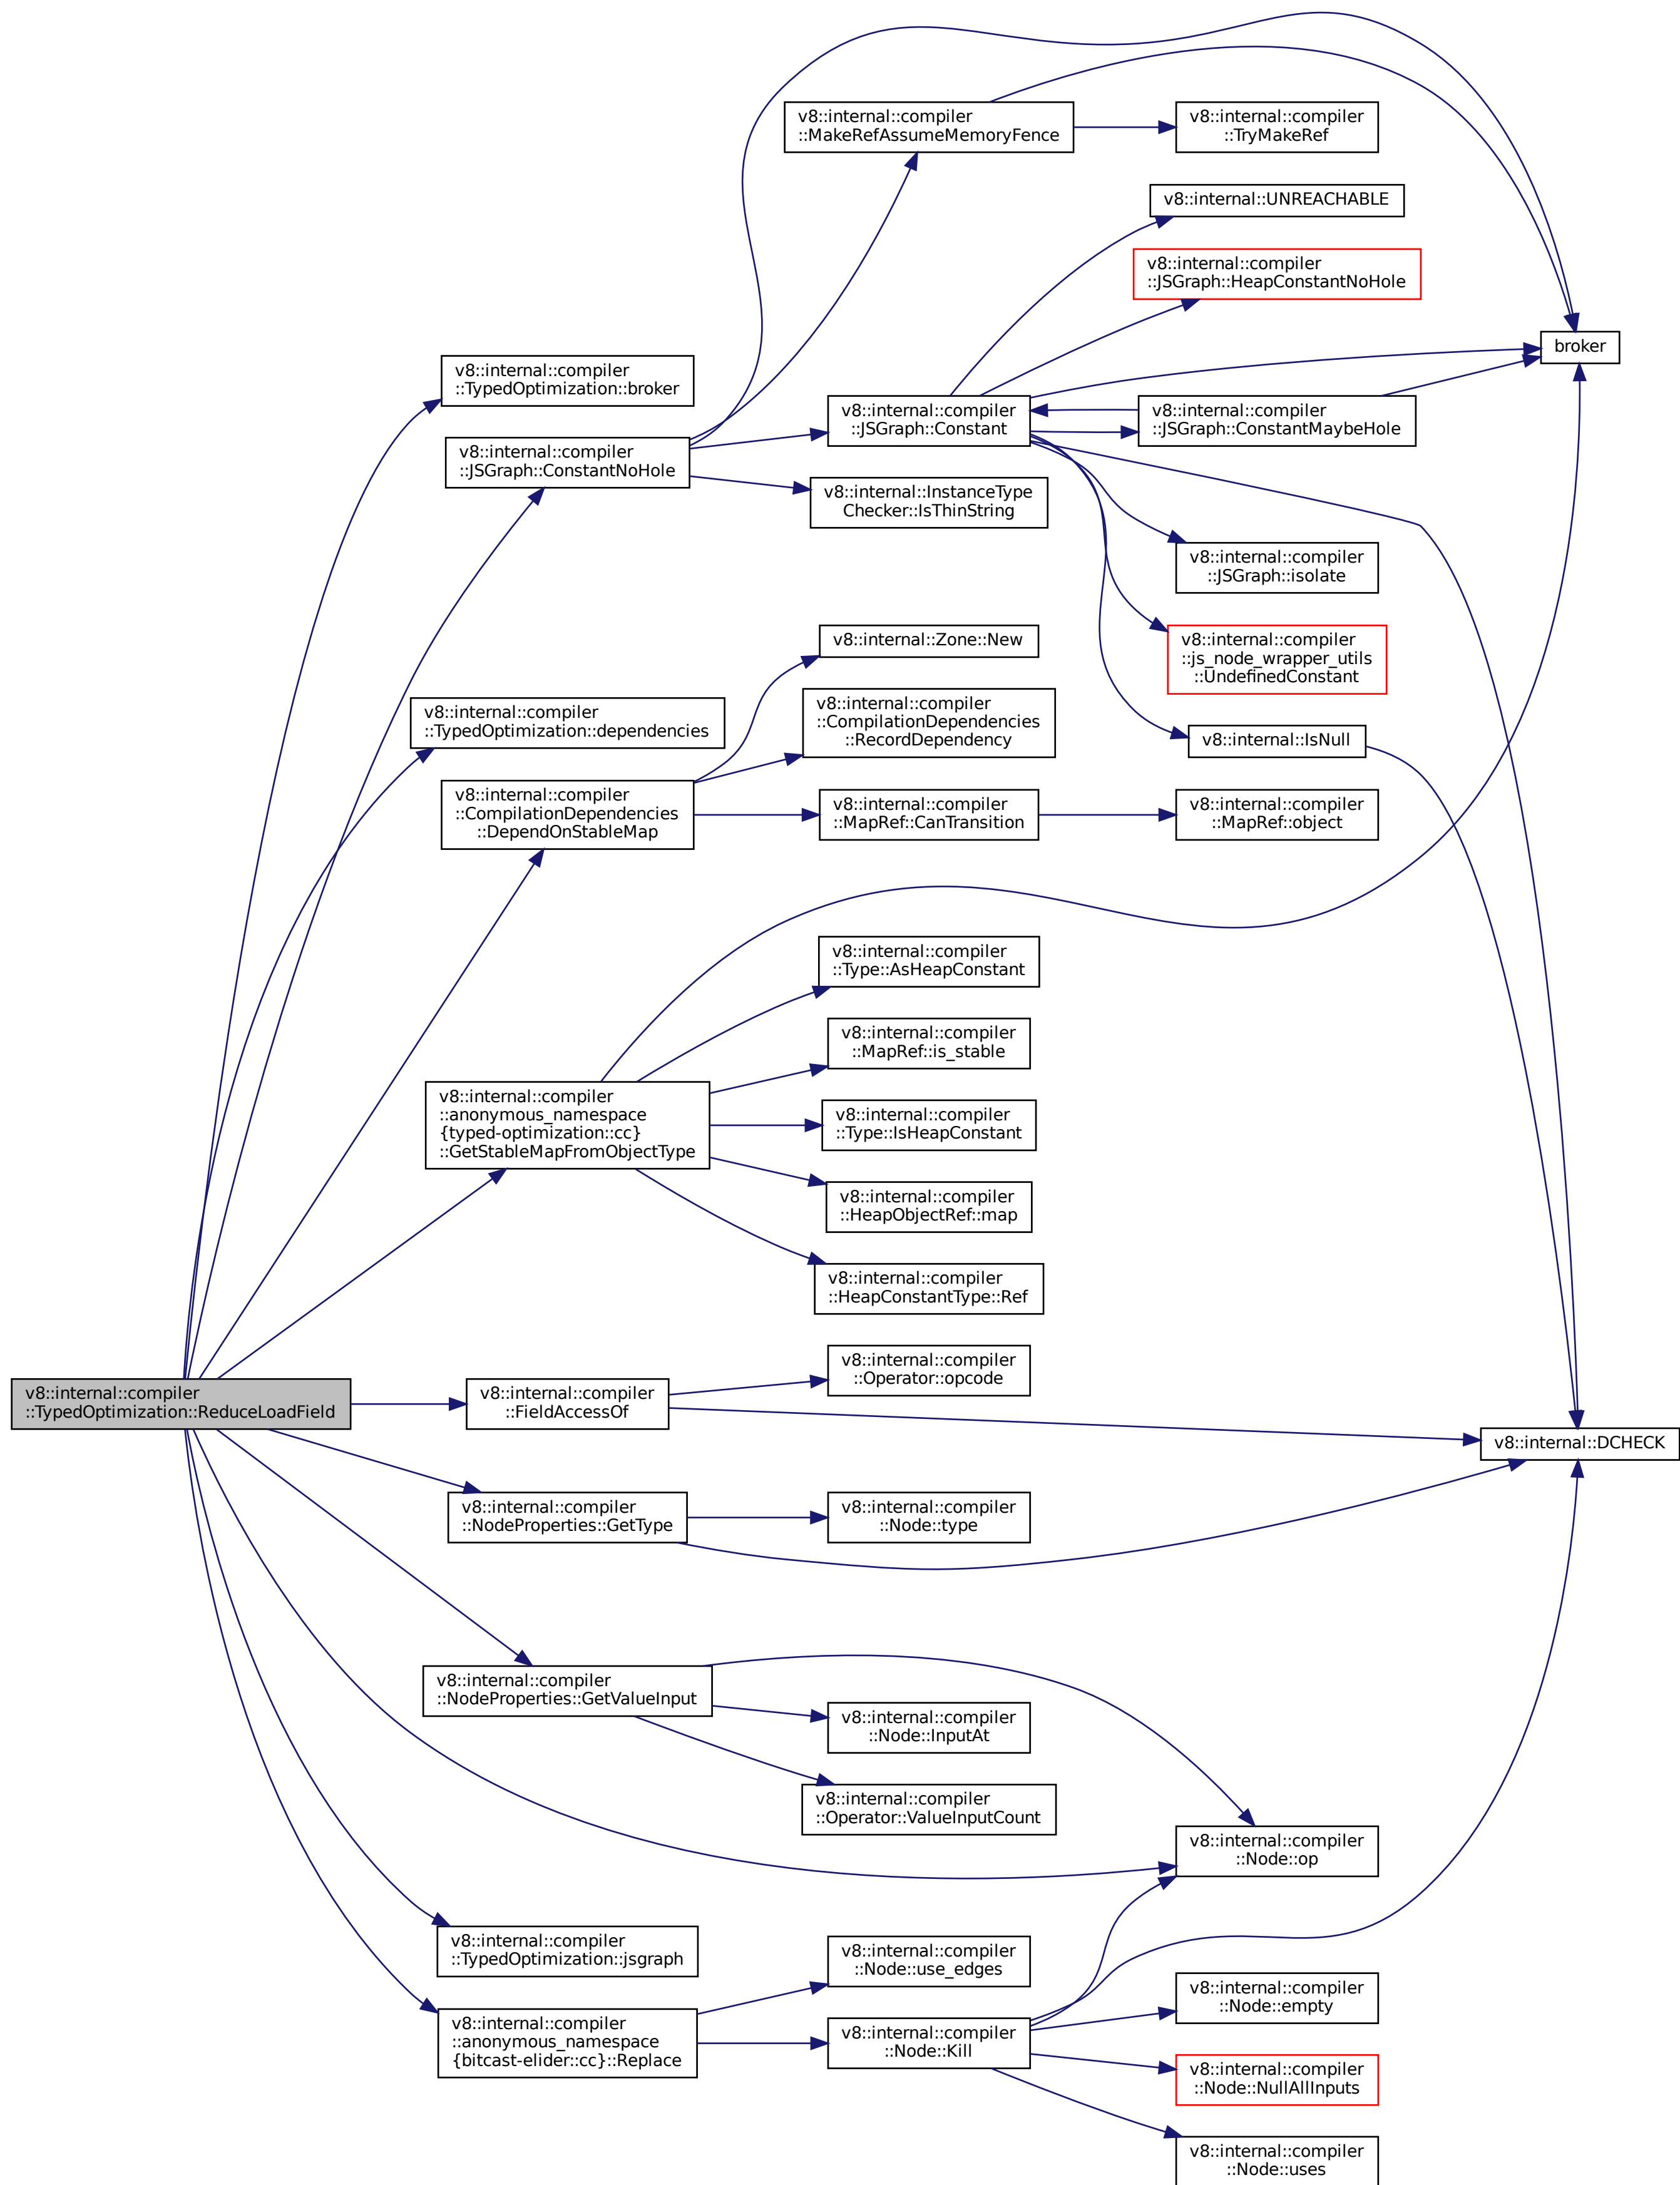 v8::internal::compiler
::MakeRefAssumeMemoryFence
v8::internal::compiler
::TryMakeRef
v8::internal::UNREACHABLE
v8::internal::compiler
::JSGraph::HeapConstantNoHole
broker
v8::internal::compiler
::TypedOptimization::broker
v8::internal::compiler
::JSGraph::Constant
v8::internal::compiler
::JSGraph::ConstantMaybeHole
v8::internal::compiler
::JSGraph::ConstantNoHole
v8::internal::InstanceType
Checker::IsThinString
v8::internal::compiler
::JSGraph::isolate
v8::internal::Zone::New
v8::internal::compiler
::js_node_wrapper_utils
::UndefinedConstant
v8::internal::compiler
::TypedOptimization::dependencies
v8::internal::compiler
::CompilationDependencies
::RecordDependency
v8::internal::IsNull
v8::internal::compiler
::CompilationDependencies
::DependOnStableMap
v8::internal::compiler
::MapRef::CanTransition
v8::internal::compiler
::MapRef::object
v8::internal::compiler
::Type::AsHeapConstant
v8::internal::compiler
::MapRef::is_stable
v8::internal::compiler
::anonymous_namespace
{typed-optimization::cc}
::GetStableMapFromObjectType
v8::internal::compiler
::Type::IsHeapConstant
v8::internal::compiler
::HeapObjectRef::map
v8::internal::compiler
::HeapConstantType::Ref
v8::internal::compiler
::TypedOptimization::ReduceLoadField
v8::internal::compiler
::FieldAccessOf
v8::internal::compiler
::Operator::opcode
v8::internal::DCHECK
v8::internal::compiler
::NodeProperties::GetType
v8::internal::compiler
::Node::type
v8::internal::compiler
::NodeProperties::GetValueInput
v8::internal::compiler
::Node::InputAt
v8::internal::compiler
::Operator::ValueInputCount
v8::internal::compiler
::Node::op
v8::internal::compiler
::TypedOptimization::jsgraph
v8::internal::compiler
::Node::use_edges
v8::internal::compiler
::Node::empty
v8::internal::compiler
::anonymous_namespace
{bitcast-elider::cc}::Replace
v8::internal::compiler
::Node::Kill
v8::internal::compiler
::Node::NullAllInputs
v8::internal::compiler
::Node::uses